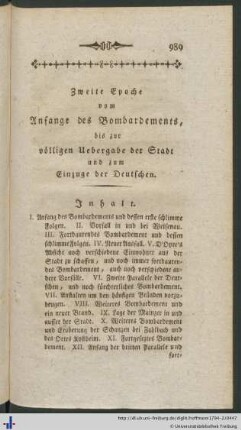 989
Zweite Epoche
vom
Anfange des Bombardements,
bis zur
völligen Uebergabe der Stadt
und zum
Einzuge der Deutschen.
Inhalt.
I. Anfang des Bombardements und dessen erste schlimme
Folgen. II. Vorfall in und bei Weisenau.
III. Fortdaurendes Bombardement und dessen
schlimme Folgen. IV. Neuer Ausfall. V. D'Oyre's
Absicht noch verschiedene Einwohner aus der
Stadt zu schaffen, und noch immer fortdauren-
des Bombardement, auch noch verschiedene an-
dere Vorfälle. VI. Zweite Parallele der Deut-
schen, und noch fürchterliches Bombardement.
VII. Anstalten um den häufigen Bränden vorzu-
beugen. VIII. Weiteres Bombardement und
ein neuer Brand. IX. Lage der Mainzer in und
ausser der Stadt. X. Weiteres Bombardement
und Eroberung der Schanzen bei Zahlbach und
des Ortes Kostheim. XI. Fortgesetztes Bombar-
dement. XII. Anfang der dritten Parallele und
fort-
© Universitätsbibliothek Freiburg